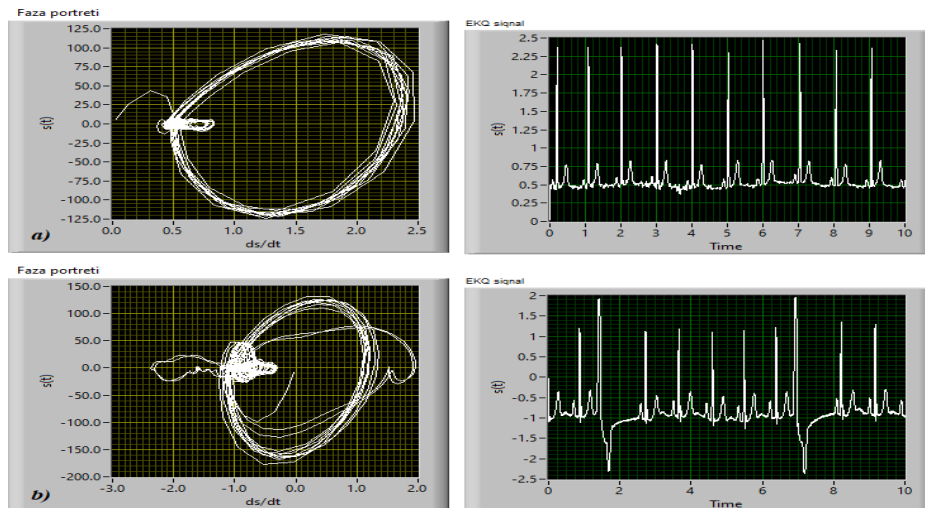 Faza portreti
125.0
100.0
75.0
50.0
25.0
0.0
-25.0
-50.0
-75.0
-100.0
-125.0
s(t)
0.0 0.5 1.0 1.5 2.0 2.5
ds/dt
a)
EKQ siqnal
2.5
2.25
2
1.75
1.5
1.25
1
0.75
0.5
0.25
0
s(t)
0 1 2 3 4 5 6 7 8 9 10
Time
Faza portreti
150.0
100.0
50.0
0.0
-50.0
-100.0
-150.0
-200.0
s(t)
-3.0 -2.0 -1.0 0.0 1.0 2.0
ds/dt
b)
EKQ siqnal
2
1.5
1
0.5
0
-0.5
-1
-1.5
-2
-2.5
s(t)
0 2 4 6 8 10
Time